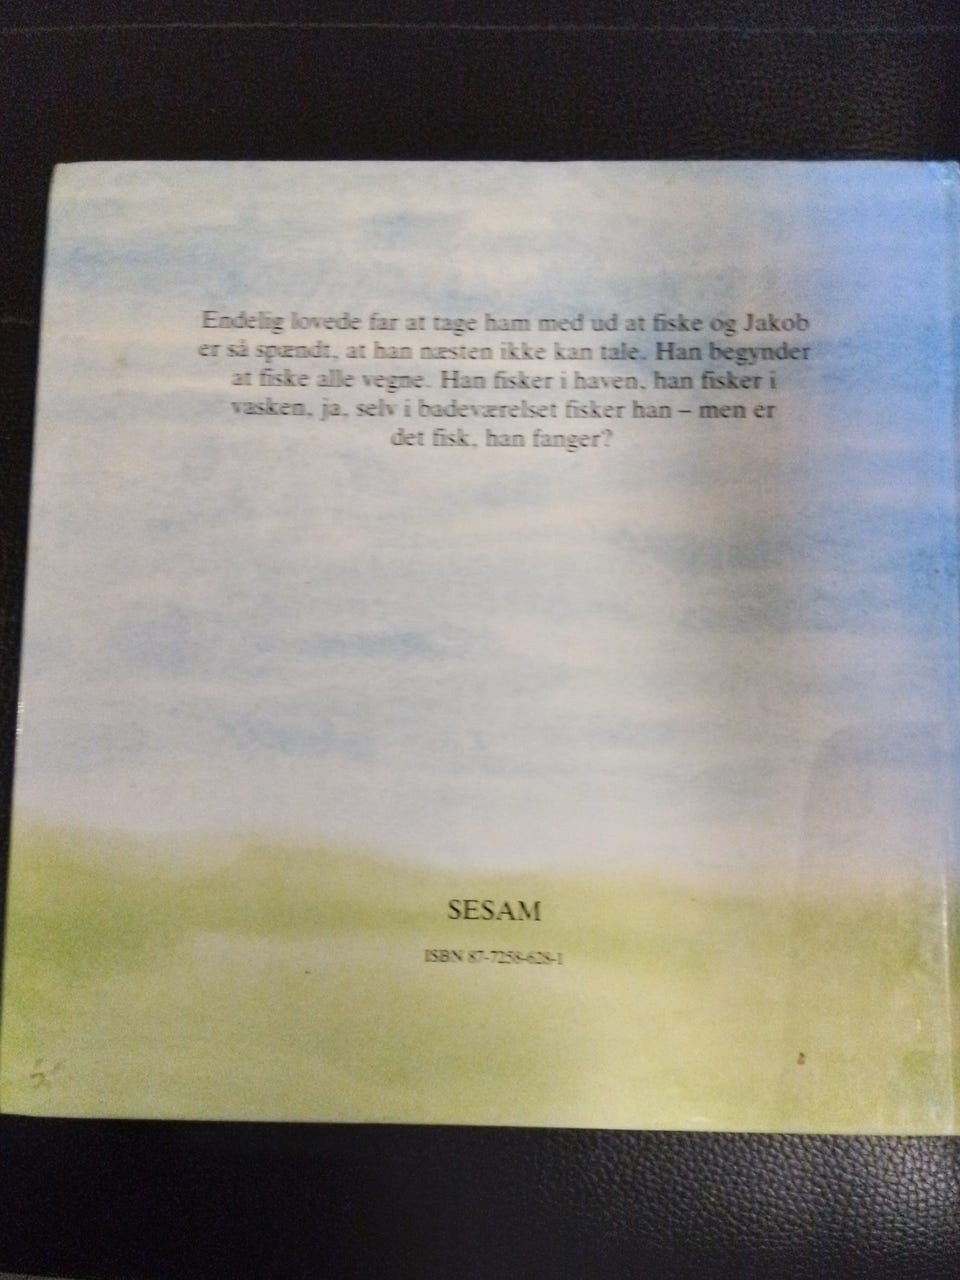 Endelig lovede far at tage ham med ud at fiske og Jakob
er så spændt, at han næsten ikke kan tale. Han begynder
at fiske alle vegne. Han fisker i haven, han fisker i
vasken, ja, selv i badeværelset fisker han – men er
det fisk, han fanger?
SESAM
ISBN 87-7258-628-1